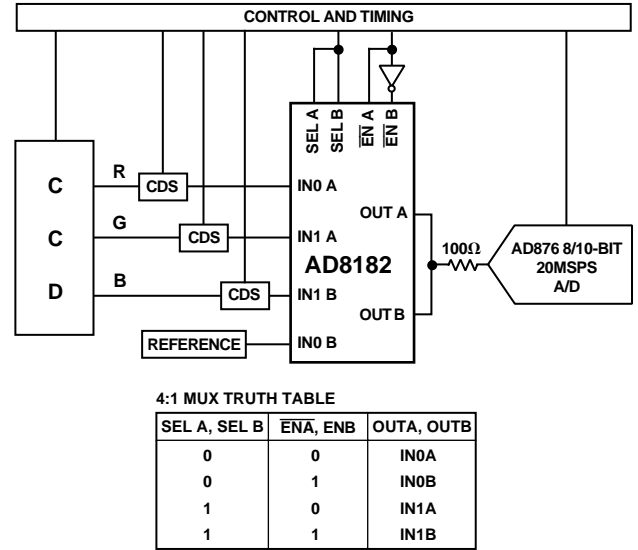 CONTROL AND TIMING
SEL A
SEL B
EN A
EN B
C
C
D
R
G
B
CDS
CDS
CDS
REFERENCE
IN0 A
IN1 A
IN1 B
IN0 B
AD8182
OUT A
OUT B
100Ω
AD876 8/10-BIT
20MSPS
A/D
4:1 MUX TRUTH TABLE
SEL A, SEL B ENA, ENB OUTA, OUTB
0 0 IN0A
0 1 IN0B
1 0 IN1A
1 1 IN1B